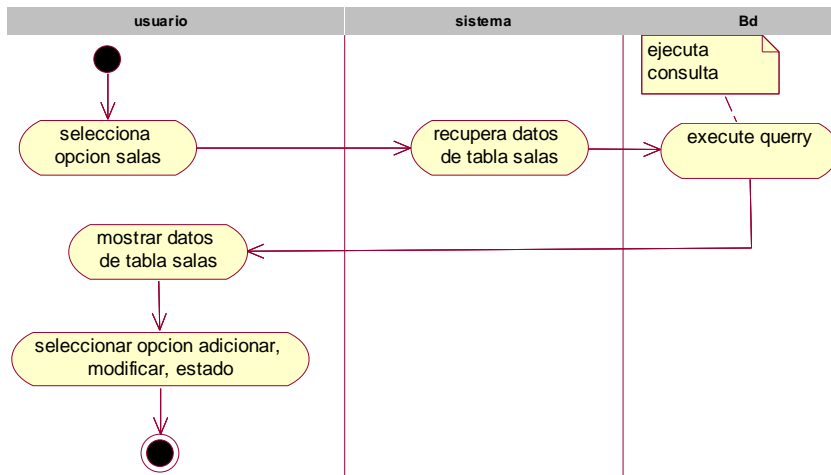 usuario
sistema
Bd
ejecuta
consulta
selecciona
opcion salas
recupera datos
de tabla salas
execute querry
mostrar datos
de tabla salas
seleccionar opcion adicionar,
modificar, estado